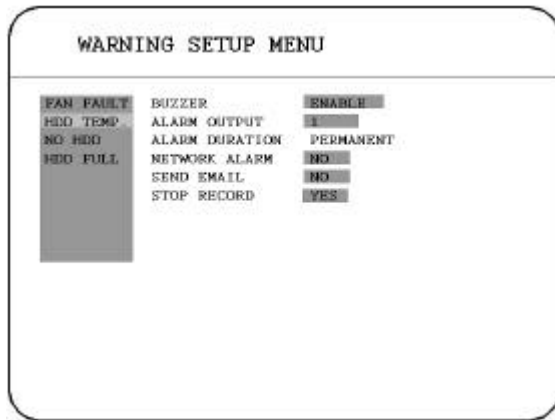 WARNING SETUP MENU
FAN FAULT BUZZER ENABLE
HDD TEMP ALARM OUTPUT 1
NO HDD ALARM DURATION PERMANENT
HDD FULL NETWORK ALARM NO
SEND EMAIL NO
STOP RECORD YES